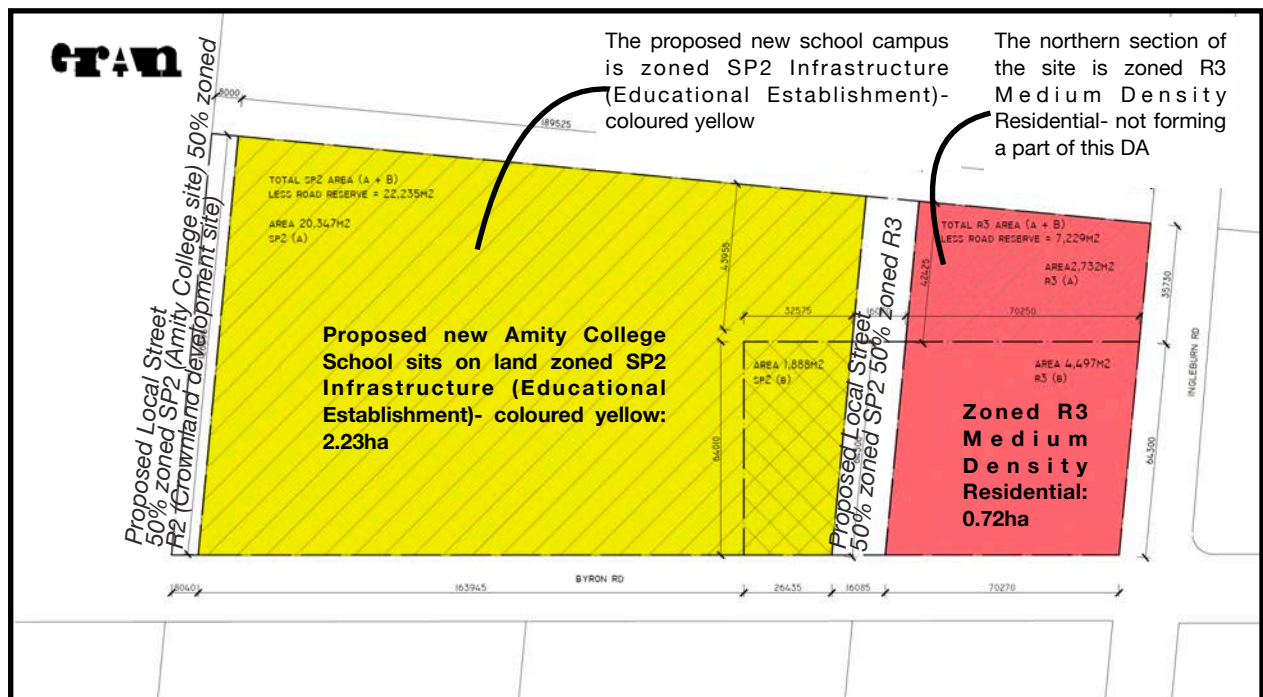 Gran
The proposed new school campus
is zoned SP2 Infrastructure
(Educational Establishment)-
coloured yellow
The northern section of
the site is zoned R3
Medium Density
Residential- not forming
a part of this DA
8000
189525
TOTAL SP2 AREA (A + B)
LESS ROAD RESERVE = 22,235M2
AREA 20,347M2
SP2 (A)
TOTAL R3 AREA (A + B)
LESS ROAD RESERVE = 7,229M2
AREA2,732M2
R3 (A)
43955
42425
35730
32575
70250
Proposed new Amity College
School sits on land zoned SP2
Infrastructure (Educational
Establishment)- coloured yellow:
2.23ha
AREA 1,888M2
SP2 (B)
AREA 4,497M2
R3 (B)
Zoned R3
Medium
Density
Residential:
0.72ha
64010
64300
INGLEBURN RD
Proposed Local Street
50% zoned SP2 (Amity College site) 50% zoned
R2 (Crownland development site)
Proposed Local Street
50% zoned SP2 50% zoned R3
BYRON RD
163945
26435
16085
70270